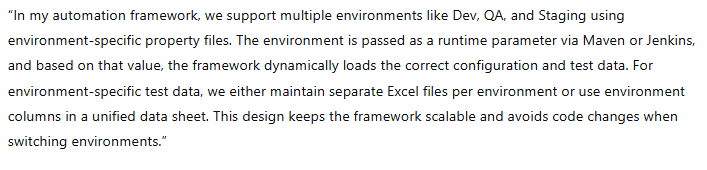 “In my automation framework, we support multiple environments like Dev, QA, and Staging using
environment-specific property files. The environment is passed as a runtime parameter via Maven or Jenkins,
and based on that value, the framework dynamically loads the correct configuration and test data. For
environment-specific test data, we either maintain separate Excel files per environment or use environment
columns in a unified data sheet. This design keeps the framework scalable and avoids code changes when
switching environments.”